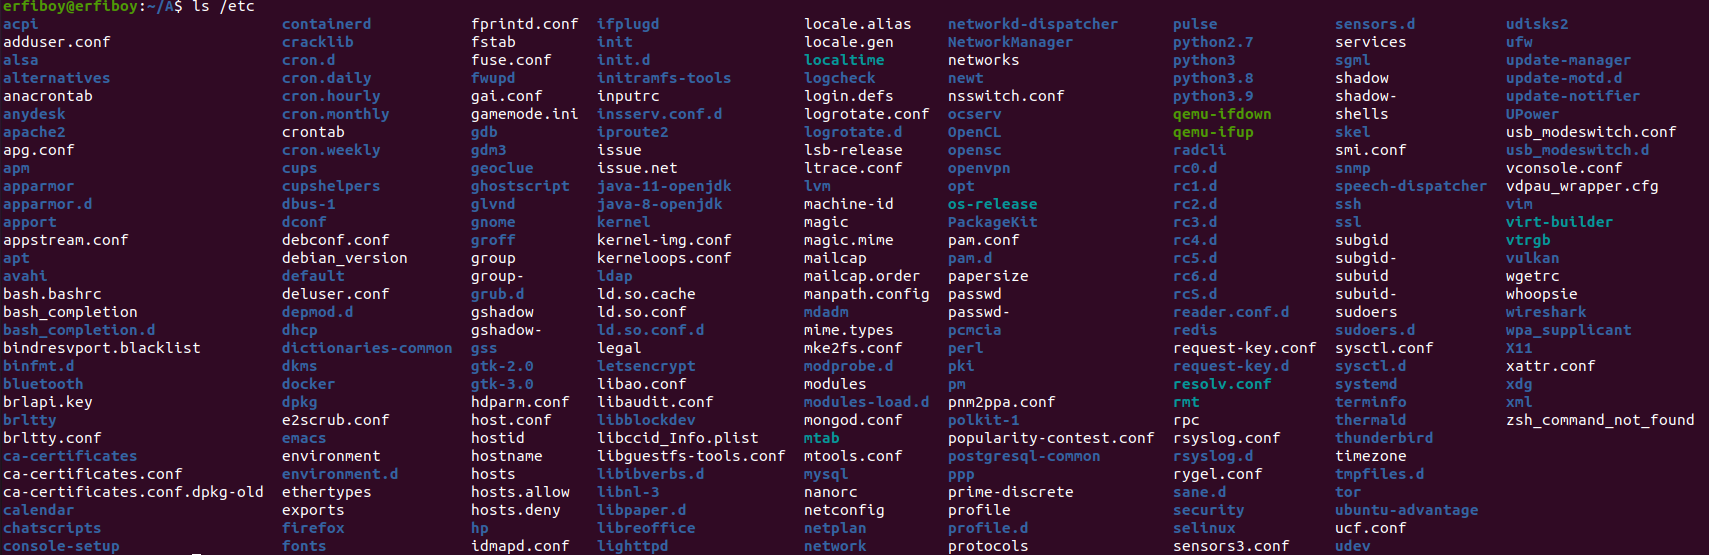 erfiboy@erfiboy:~/A$ ls /etc
acpi containerd fprintd.conf ifplugd locale.alias networkd-dispatcher pulse sensors.d udisks2
adduser.conf cracklib fstab init locale.gen NetworkManager python2.7 services ufw
alsa cron.d fuse.conf init.d localtime networks python3 sgml update-manager
alternatives cron.daily fwupd initramfs-tools logcheck newt python3.8 shadow update-motd.d
anacrontab cron.hourly gai.conf inputrc login.defs nsswitch.conf python3.9 shadow- update-notifier
anydesk cron.monthly gamemode.ini insserv.conf.d logrotate.conf ocserv qemu-ifdown shells UPower
apache2 crontab gdb iproute2 logrotate.d OpenCL qemu-ifup skel usb_modeswitch.conf
apg.conf cron.weekly gdm3 issue lsb-release opensc radcli smi.conf usb_modeswitch.d
apm cups geoclue issue.net ltrace.conf openvpn rc0.d snmp vconsole.conf
apparmor cupshelpers ghostscript java-11-openjdk lvm opt rc1.d speech-dispatcher vdpau_wrapper.cfg
apparmor.d dbus-1 glvnd java-8-openjdk machine-id os-release rc2.d ssh vim
apport dconf gnome kernel magic PackageKit rc3.d ssl virt-builder
appstream.conf debconf.conf groff kernel-img.conf magic.mime pam.conf rc4.d subgid vtrgb
apt debian_version group kerneloops.conf mailcap pam.d rc5.d subgid- vulkan
avahi default group- ldap mailcap.order papersize rc6.d subuid wgetrc
bash.bashrc deluser.conf grub.d ld.so.cache manpath.config passwd rcS.d subuid- whoopsie
bash_completion depmod.d gshadow ld.so.conf mdadm passwd- reader.conf.d sudoers wireshark
bash_completion.d dhcp gshadow- ld.so.conf.d mime.types pcmcia redis sudoers.d wpa_supplicant
bindresvport.blacklist dictionaries-common gss legal mke2fs.conf perl request-key.conf sysctl.conf X11
binfmt.d dkms gtk-2.0 letsencrypt modprobe.d pki request-key.d sysctl.d xattr.conf
bluetooth docker gtk-3.0 libao.conf modules pm resolv.conf systemd xdg
brlapi.key dpkg hdparm.conf libaudit.conf modules-load.d pnm2ppa.conf rmt terminfo xml
brltty e2scrub.conf host.conf libblockdev mongod.conf polkit-1 rpc thermald zsh_command_not_found
brltty.conf emacs hostid libccid_Info.plist mtab popularity-contest.conf rsyslog.conf thunderbird
ca-certificates environment hostname libguestfs-tools.conf mtools.conf postgresql-common rsyslog.d timezone
ca-certificates.conf environment.d hosts libibverbs.d mysql ppp rygel.conf tmpfiles.d
ca-certificates.conf.dpkg-old ethertypes hosts.allow libnl-3 nanorc prime-discrete sane.d tor
calendar exports hosts.deny libpaper.d netconfig profile security ubuntu-advantage
chatscripts firefox hp libreoffice netplan profile.d selinux ucf.conf
console-setup fonts idmapd.conf lighttpd network protocols sensors3.conf udev